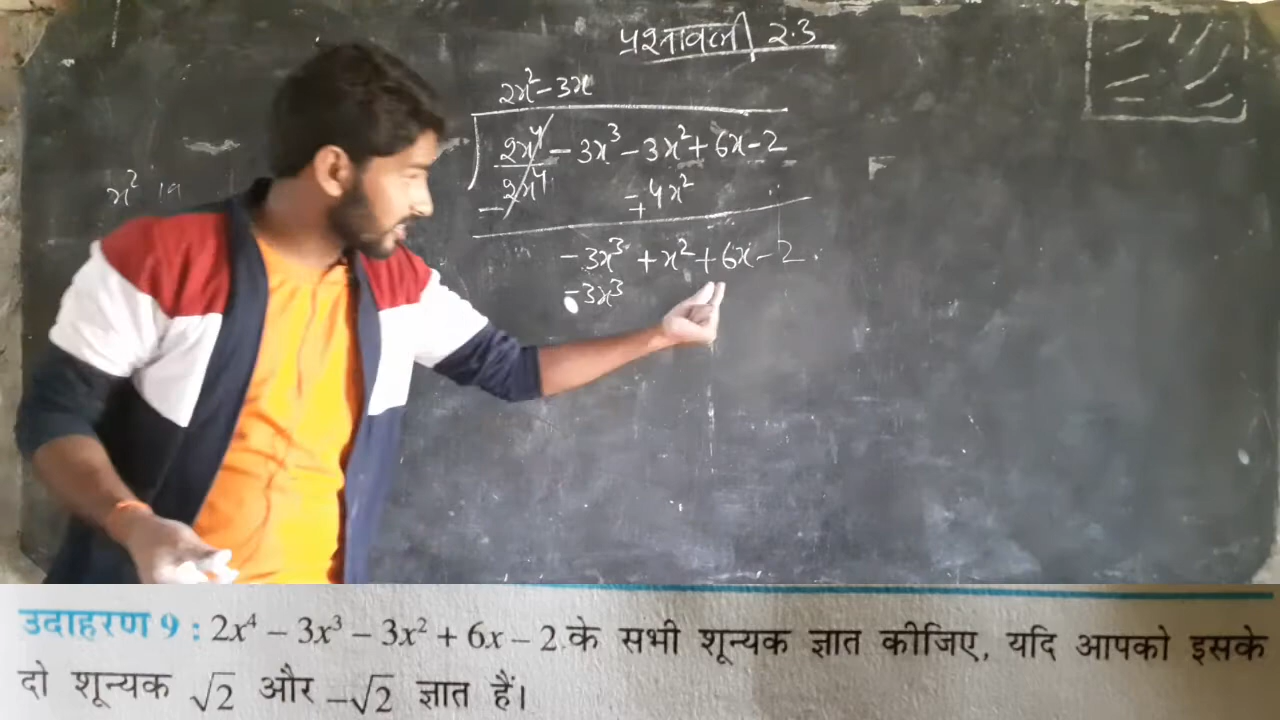 प्रश्नावली 2.3
2x² - 3x
2x⁴ - 3x³ - 3x² + 6x - 2
2x⁴ ∓ 4x²
x²
- 3x³ + x² + 6x - 2
- 3x³
उदाहरण 9 : 2x⁴ – 3x³ – 3x² + 6x – 2 के सभी शून्यक ज्ञात कीजिए, यदि आपको इसके
दो शून्यक √2 और –√2 ज्ञात हैं।